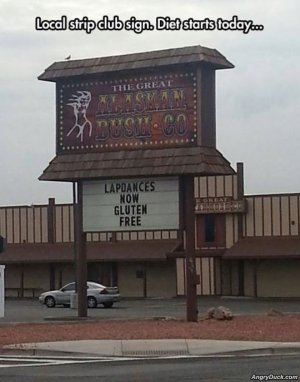 Local strip club sign. Diet starts today...
THE GREAT
ALASKAN
BUSH CO
LAPDANCES
NOW
GLUTEN
FREE
AngryDuck.com